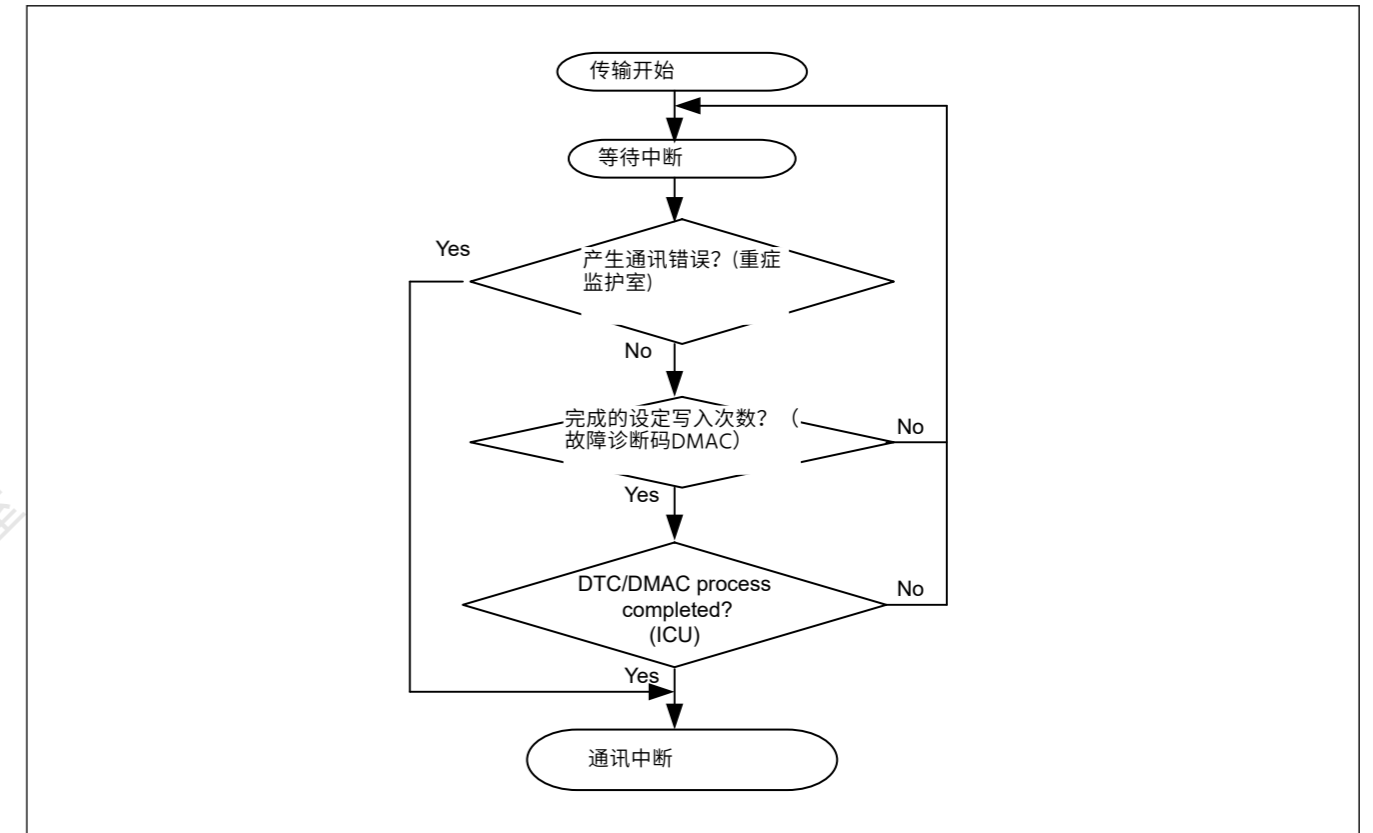 传输开始
等待中断
Yes
产生通讯错误？(重症
监护室)
No
完成的设定写入次数？（
故障诊断码DMAC）
No
Yes
DTC/DMAC process
completed?
(ICU)
No
Yes
通讯中断